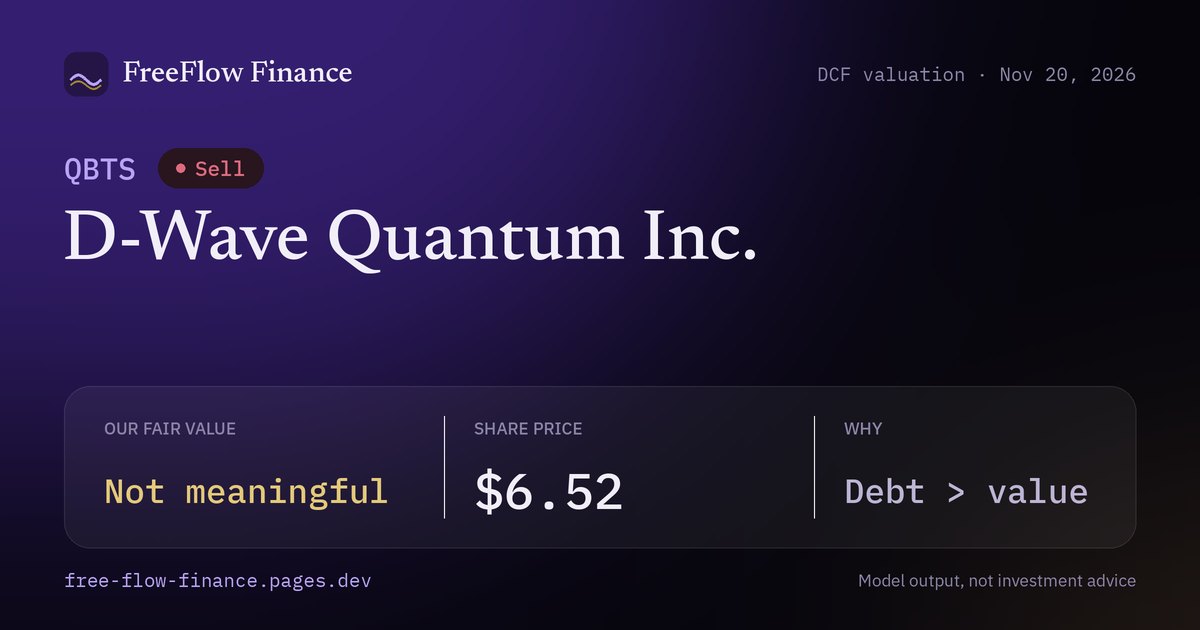 FreeFlow Finance
DCF valuation · Nov 20, 2026
QBTS
Sell
D-Wave Quantum Inc.
OUR FAIR VALUE
Not meaningful
SHARE PRICE
$6.52
WHY
Debt > value
free-flow-finance.pages.dev
Model output, not investment advice